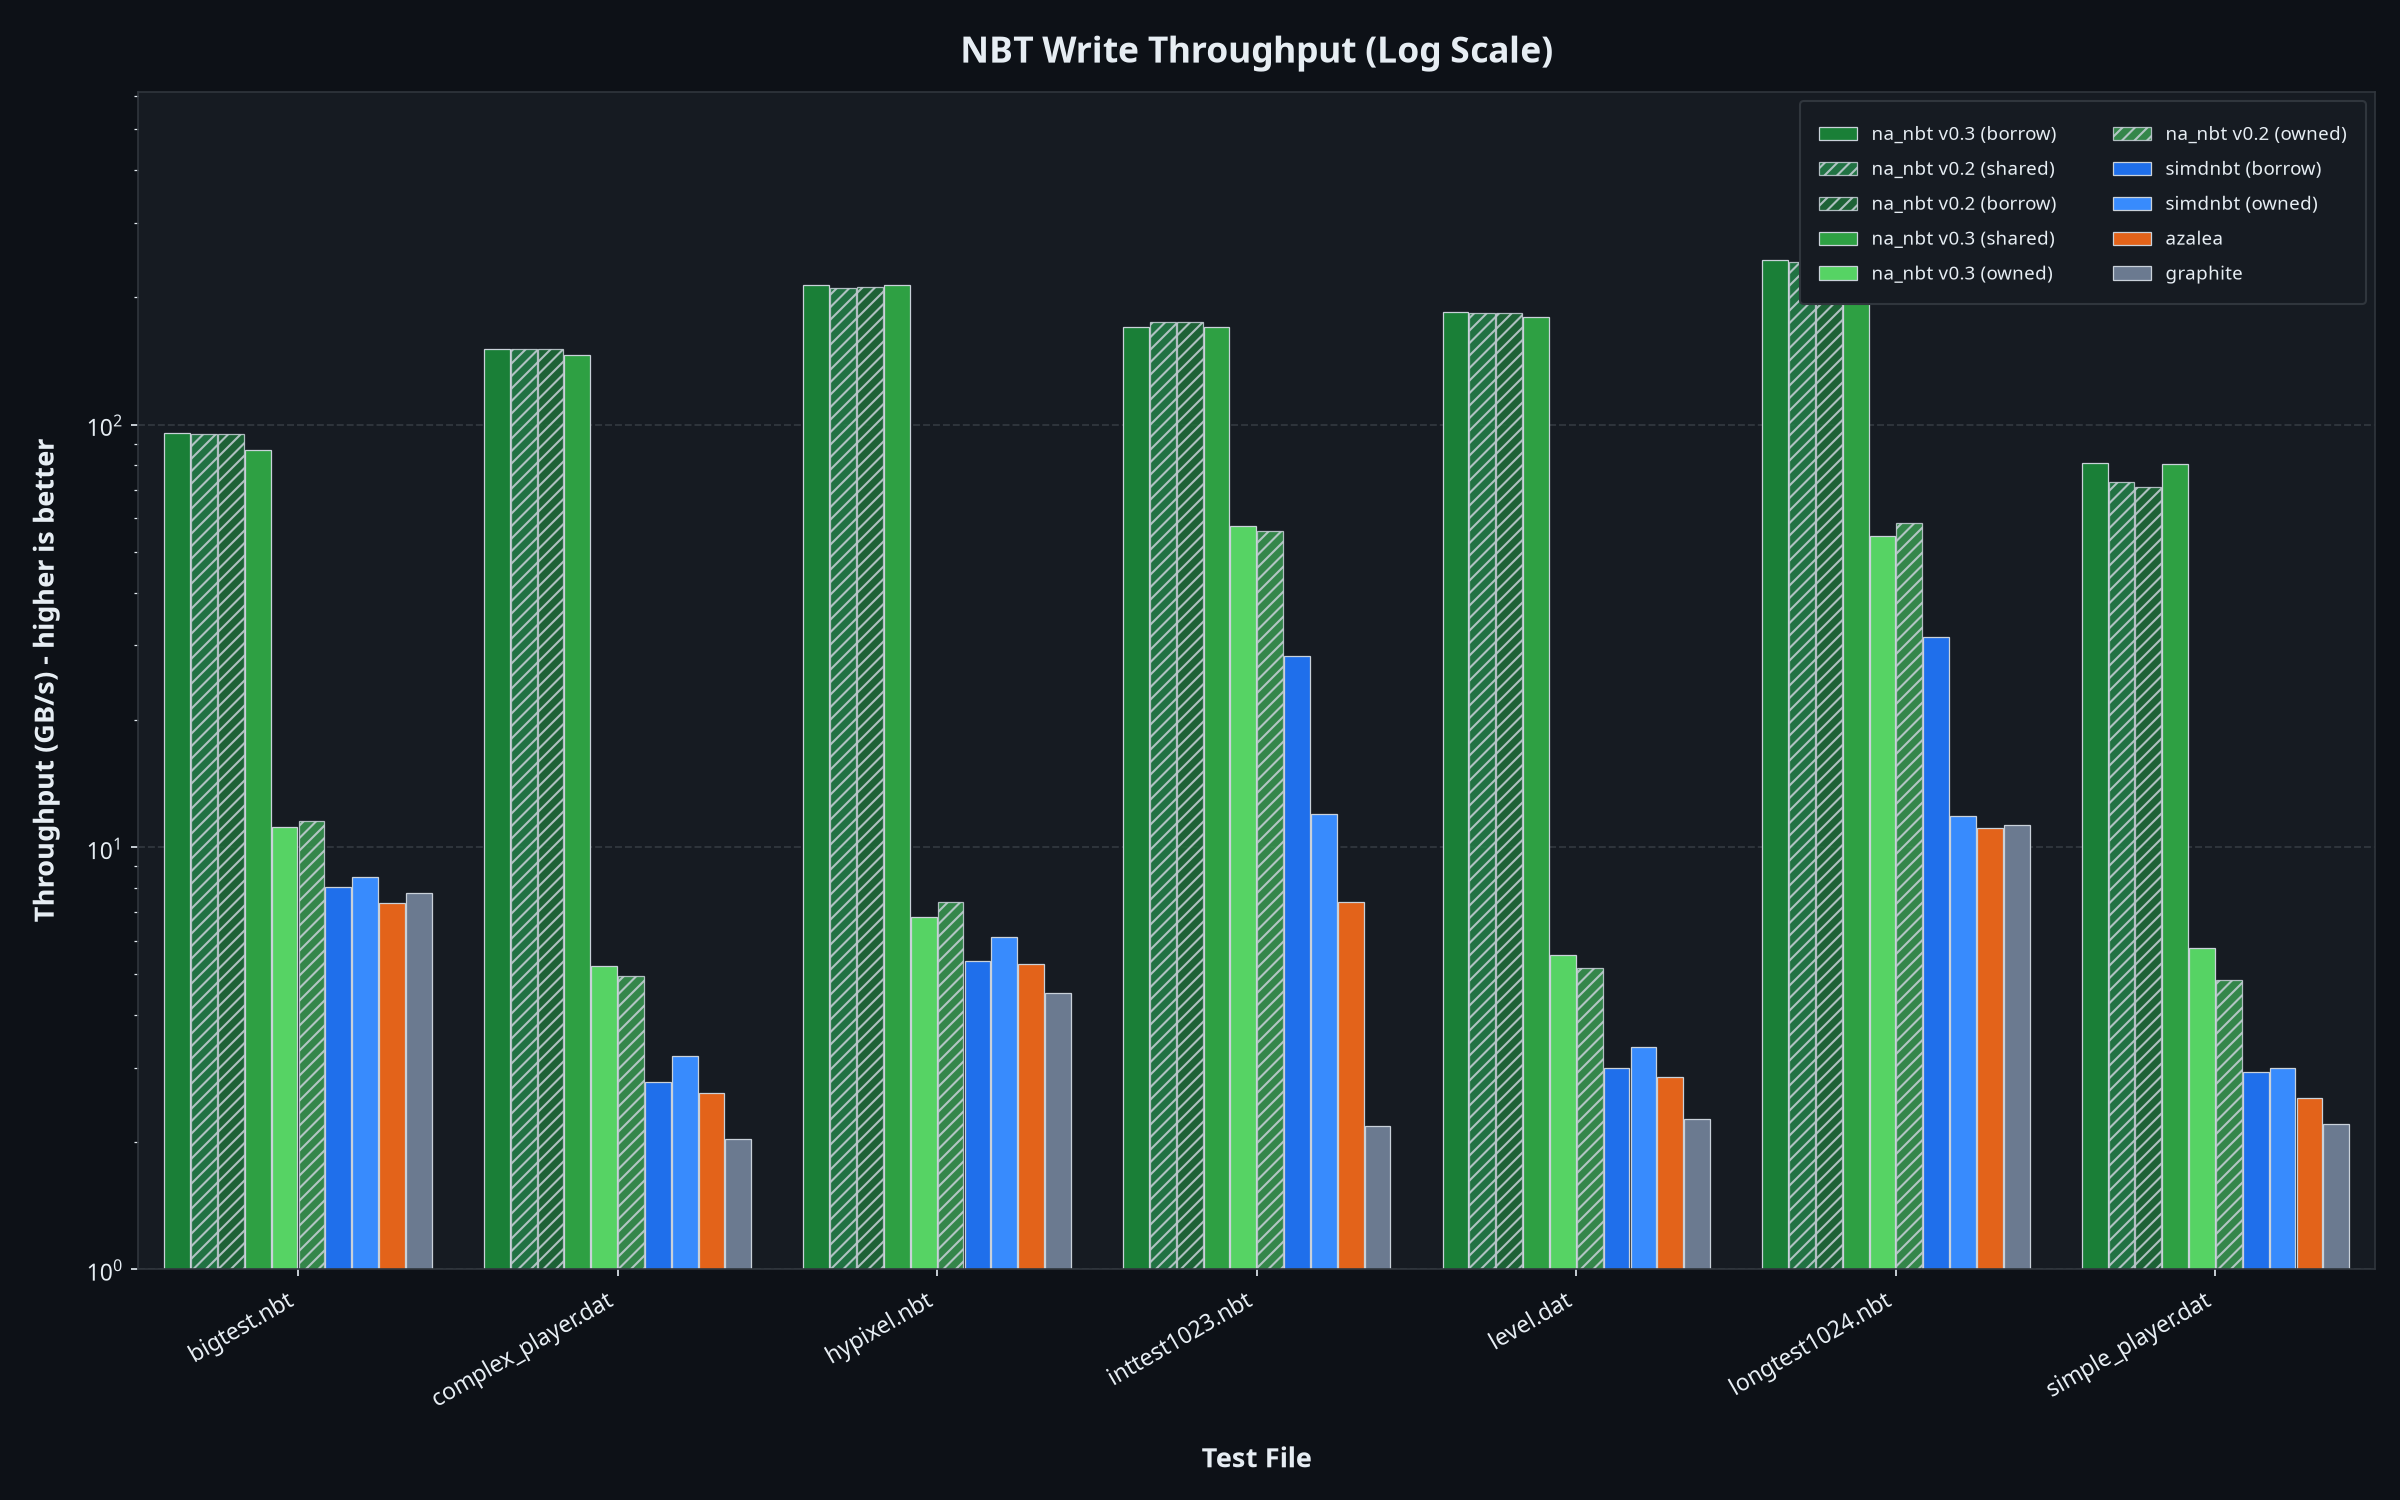 NBT Write Throughput (Log Scale)
na_nbt v0.3 (borrow)
na_nbt v0.2 (shared)
na_nbt v0.2 (borrow)
na_nbt v0.3 (shared)
na_nbt v0.3 (owned)
na_nbt v0.2 (owned)
simdnbt (borrow)
simdnbt (owned)
azalea
graphite
Throughput (GB/s) - higher is better
10²
10¹
10⁰
bigtest.nbt
complex_player.dat
hypixel.nbt
inttest1023.nbt
level.dat
longtest1024.nbt
simple_player.dat
Test File